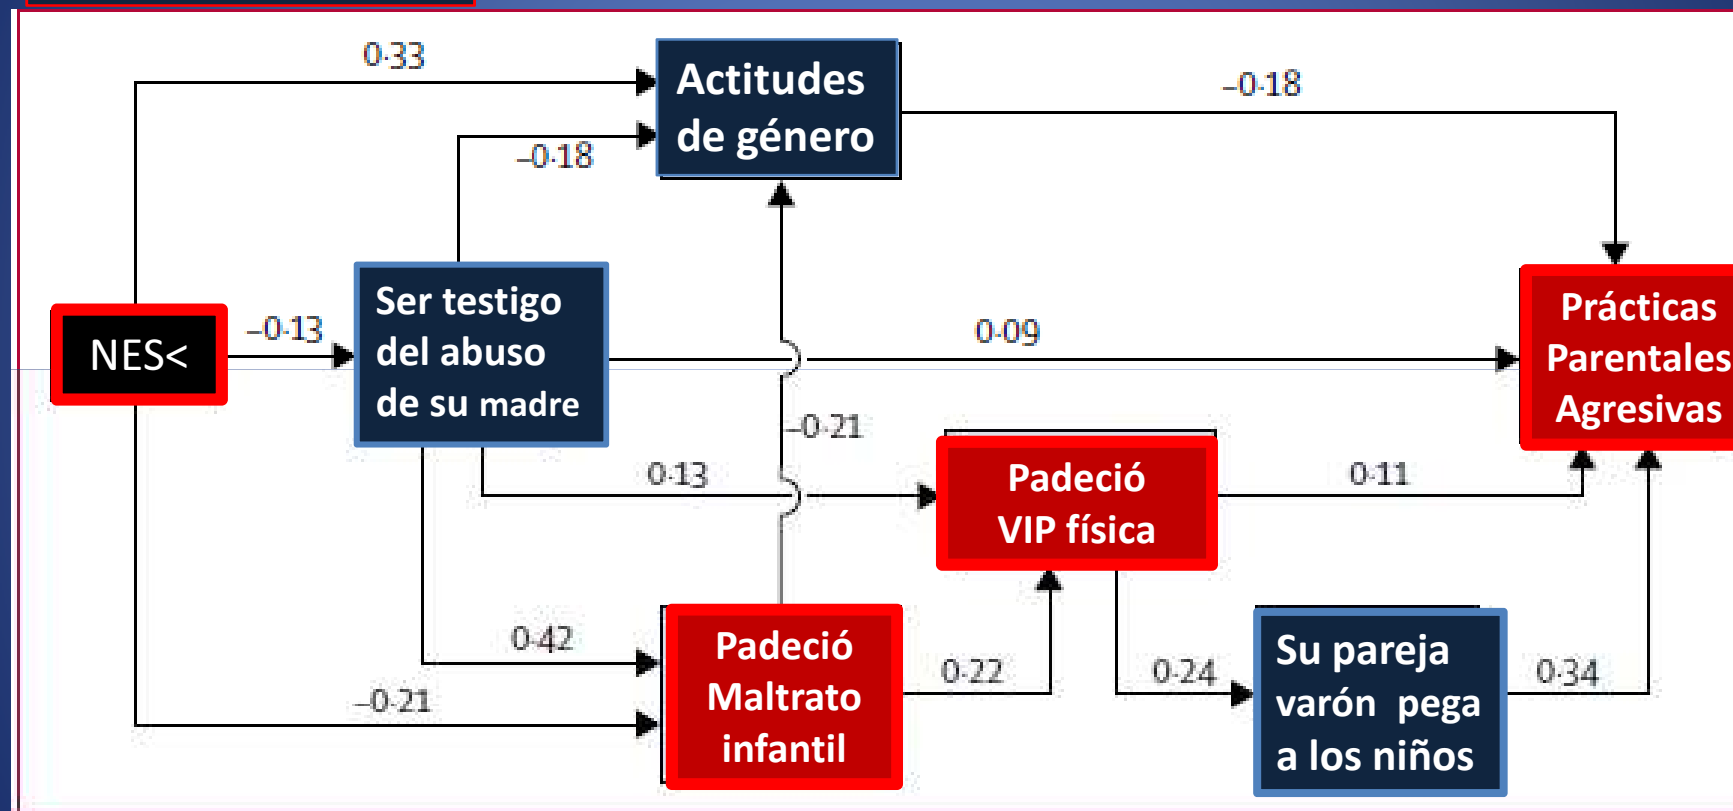 0·33
Actitudes
de género
–0·18
–0·18
NES<
–0·13
Ser testigo
del abuso
de su madre
0·09
Prácticas
Parentales
Agresivas
–0·21
0·13
Padeció
VIP física
0·11
0·42
–0·21
Padeció
Maltrato
infantil
0·22
0·24
Su pareja
varón pega
a los niños
0·34